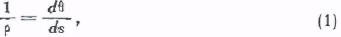 1/ρ = dθ/ds, (1)